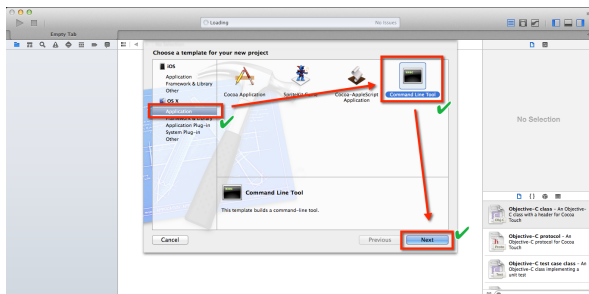 Loading
No Issues
Empty Tab
Choose a template for your new project
iOS
Application
Framework & Library
Other
OS X
Application
Framework & Library
Application Plug-in
System Plug-in
Other
Cocoa Application
Cocoa-AppleScript
Application
Command Line Tool
Command Line Tool
This template builds a command-line tool.
Cancel
Previous
Next
No Selection
Objective-C class - An Objective-
C class with a header for Cocoa
Touch
Objective-C protocol - An
Objective-C protocol for Cocoa
Touch
Objective-C test case class - An
Objective-C class implementing a
unit test